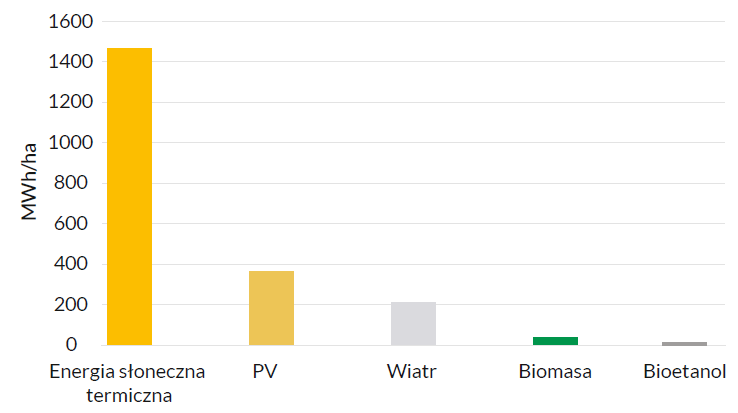 1600
1400
1200
1000
800
600
400
200
0
MWh/ha
Energia słoneczna
termiczna
PV
Wiatr
Biomasa
Bioetanol